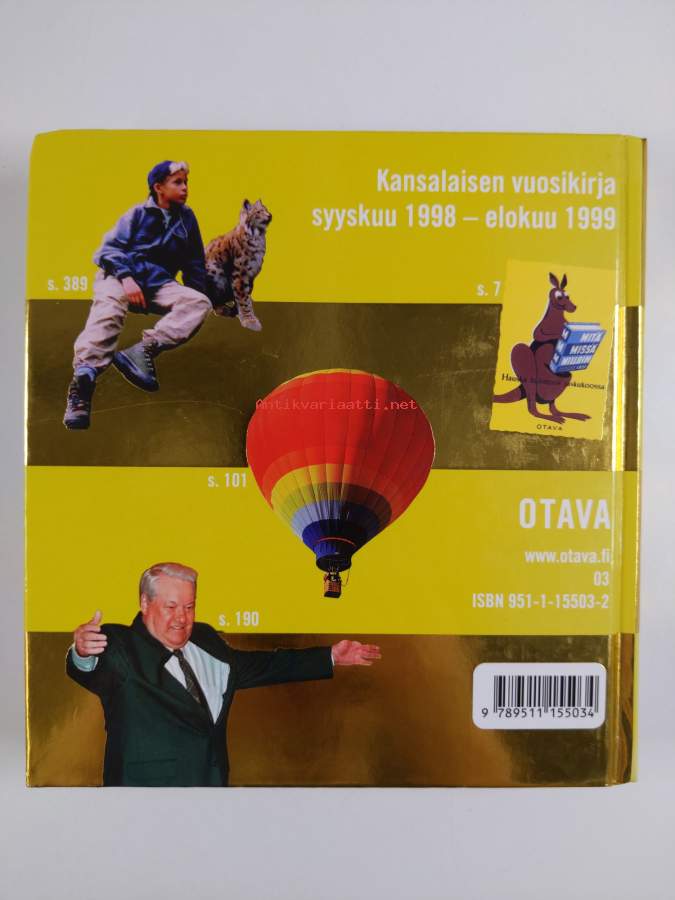 Kansalaisen vuosikirja
syyskuu 1998 – elokuu 1999
s. 389
s. 7
MITÄ
MISSÄ
MILLOIN
OTAVA
Antikvariaatti.net
s. 101
OTAVA
www.otava.fi
03
ISBN 951-1-15503-2
s. 190
9 789511 155034